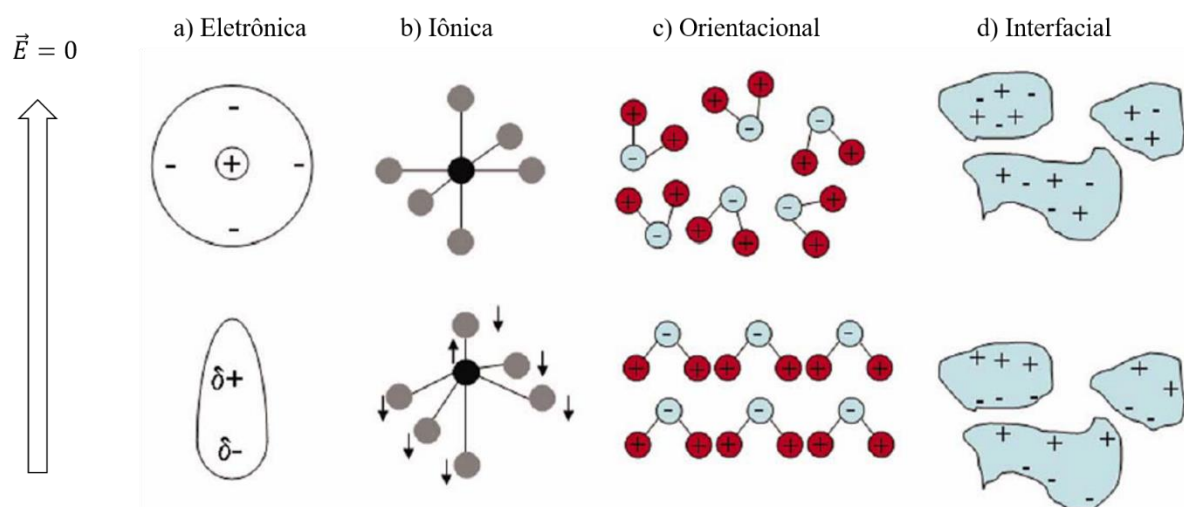 a) Eletrônica
b) Iônica
c) Orientacional
d) Interfacial
E⃗ = 0
- - - - +
+ + + + + + + + + + + +
- - - - - -
+ + + + + + + + +
- - - - - - - - -
δ+
δ-
+ + + + + + + + + + + +
- - - - - -
+ + + + + + + +
- - - - - - - -